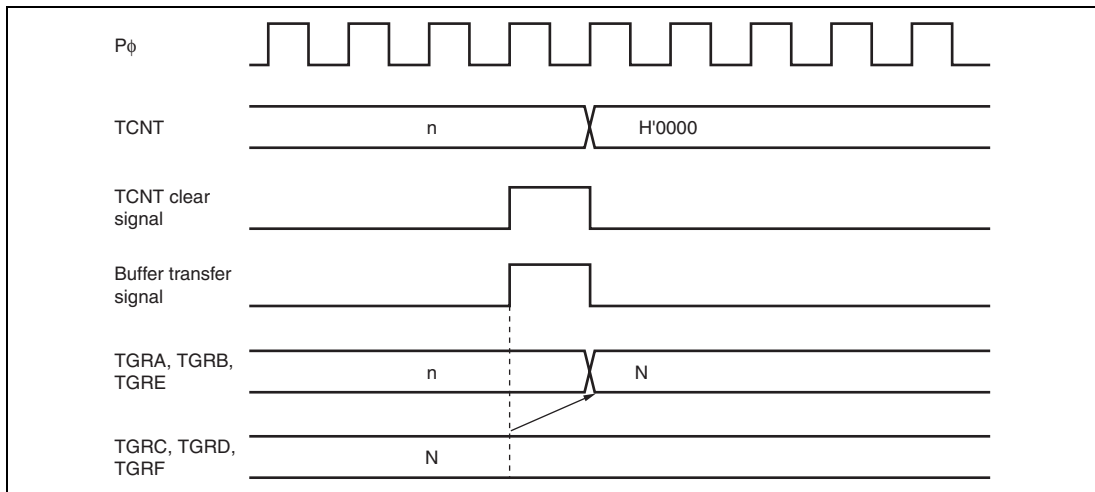 Pϕ
TCNT
n
H'0000
TCNT clear
signal
Buffer transfer
signal
TGRA, TGRB,
TGRE
n
N
TGRC, TGRD,
TGRF
N